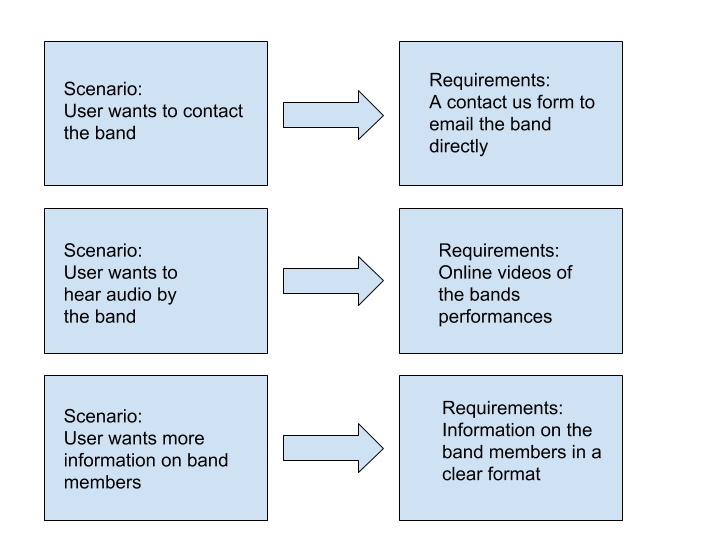 Scenario:
User wants to contact
the band
Requirements:
A contact us form to
email the band
directly
Scenario:
User wants to
hear audio by
the band
Requirements:
Online videos of
the bands
performances
Scenario:
User wants more
information on band
members
Requirements:
Information on the
band members in a
clear format